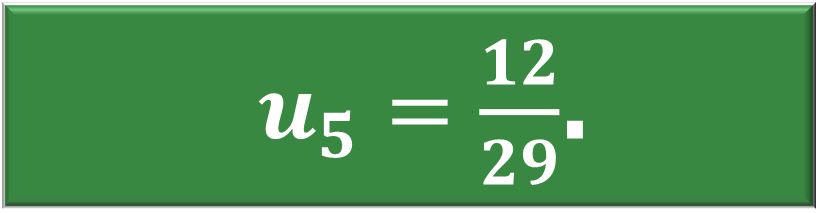 u₅ = 12/29.